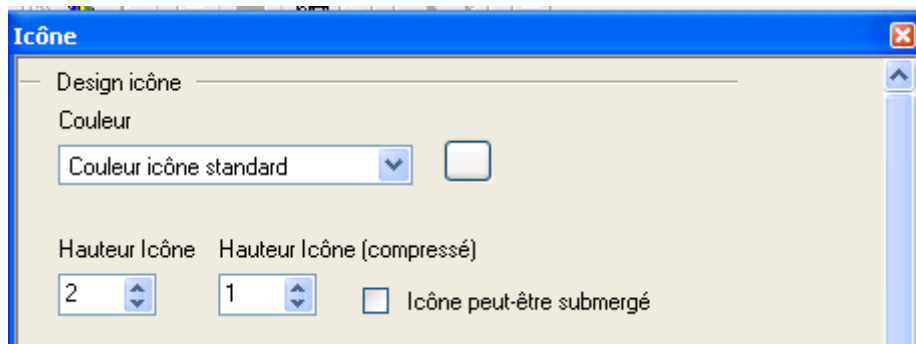 Icône
Design icône
Couleur
Couleur icône standard
Hauteur Icône Hauteur Icône (compressé)
2 1 Icône peut-être submergé